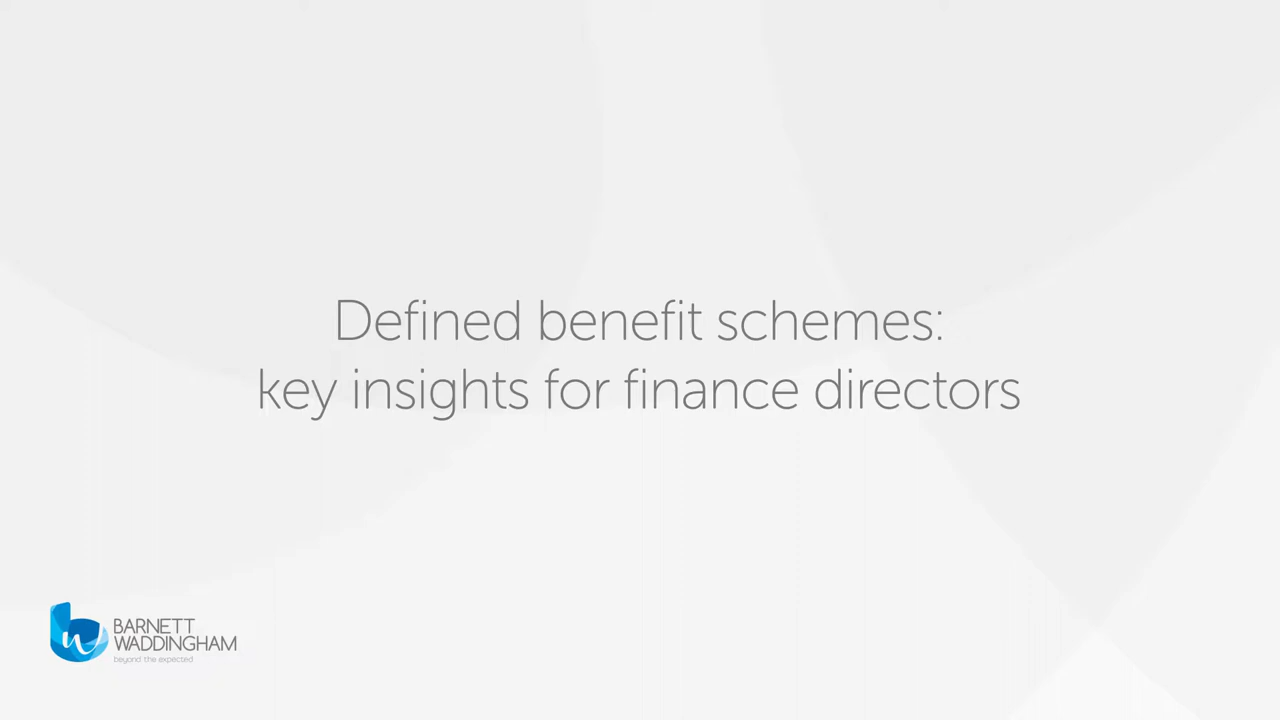 Defined benefit schemes:
key insights for finance directors
BARNETT
WADDINGHAM
beyond the expected